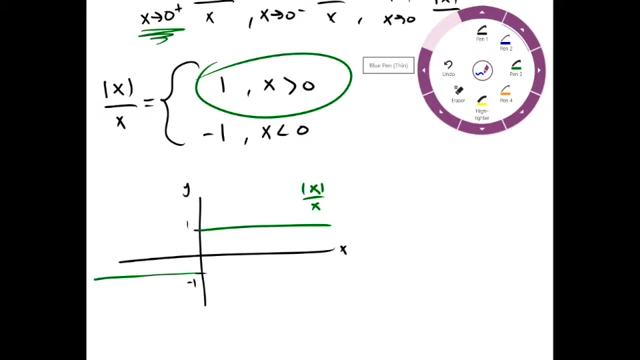 x→0⁺ x , x→0⁻ x , x→0
|x|/x = { 1 , x > 0
-1 , x < 0
y
|x|/x
1
x
-1
Pen 1
Pen 2
Undo
Pen 3
Eraser
Pen 4
High-lighter
Blue Pen (Thin)